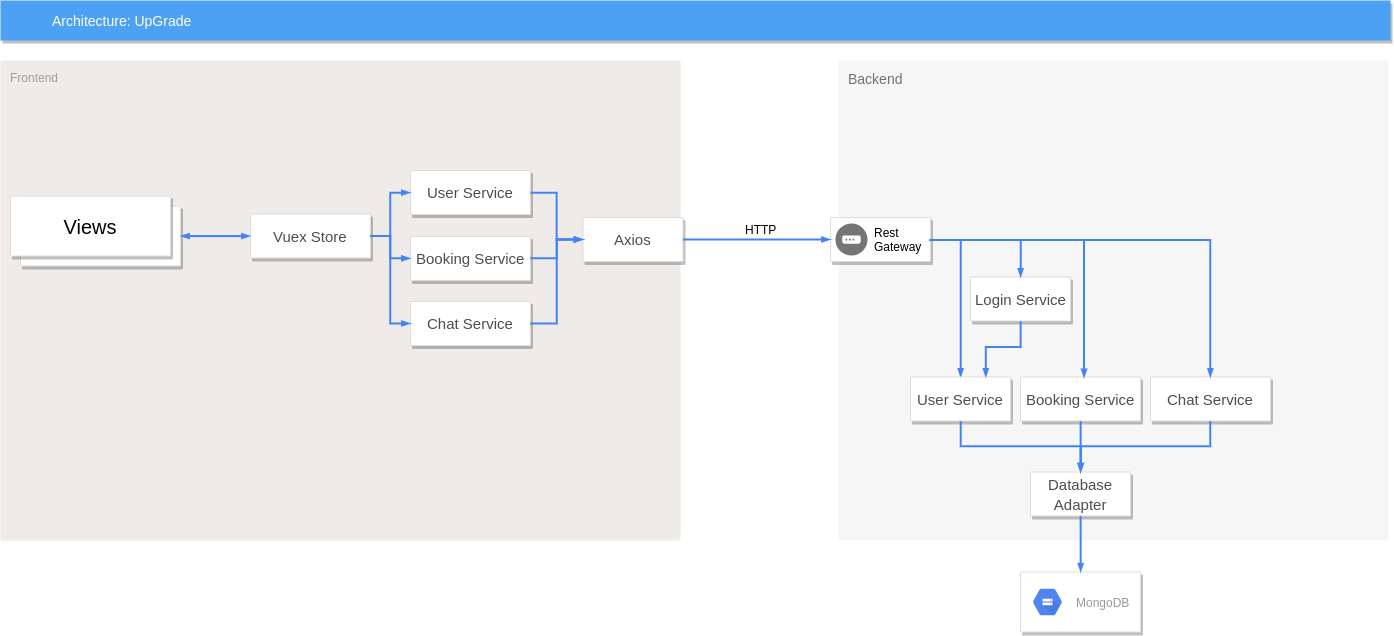 Architecture: UpGrade
Frontend
Views
Vuex Store
User Service
Booking Service
Chat Service
Axios
HTTP
Backend
Rest
Gateway
Login Service
User Service
Booking Service
Chat Service
Database
Adapter
MongoDB